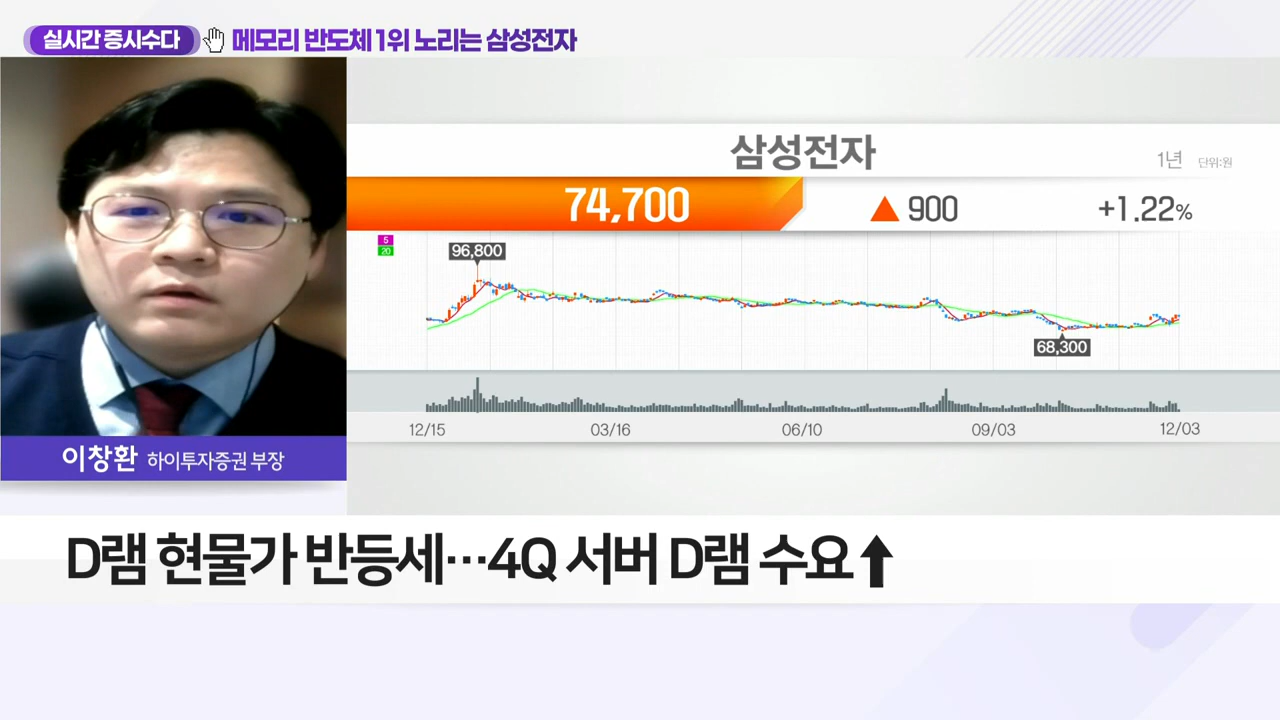 실시간 증시수다 메모리 반도체 1위 노리는 삼성전자
삼성전자
1년 단위:원
74,700 ▲ 900 +1.22%
5
20
96,800
68,300
12/15 03/16 06/10 09/03 12/03
이창환 하이투자증권 부장
D램 현물가 반등세…4Q 서버 D램 수요⬆